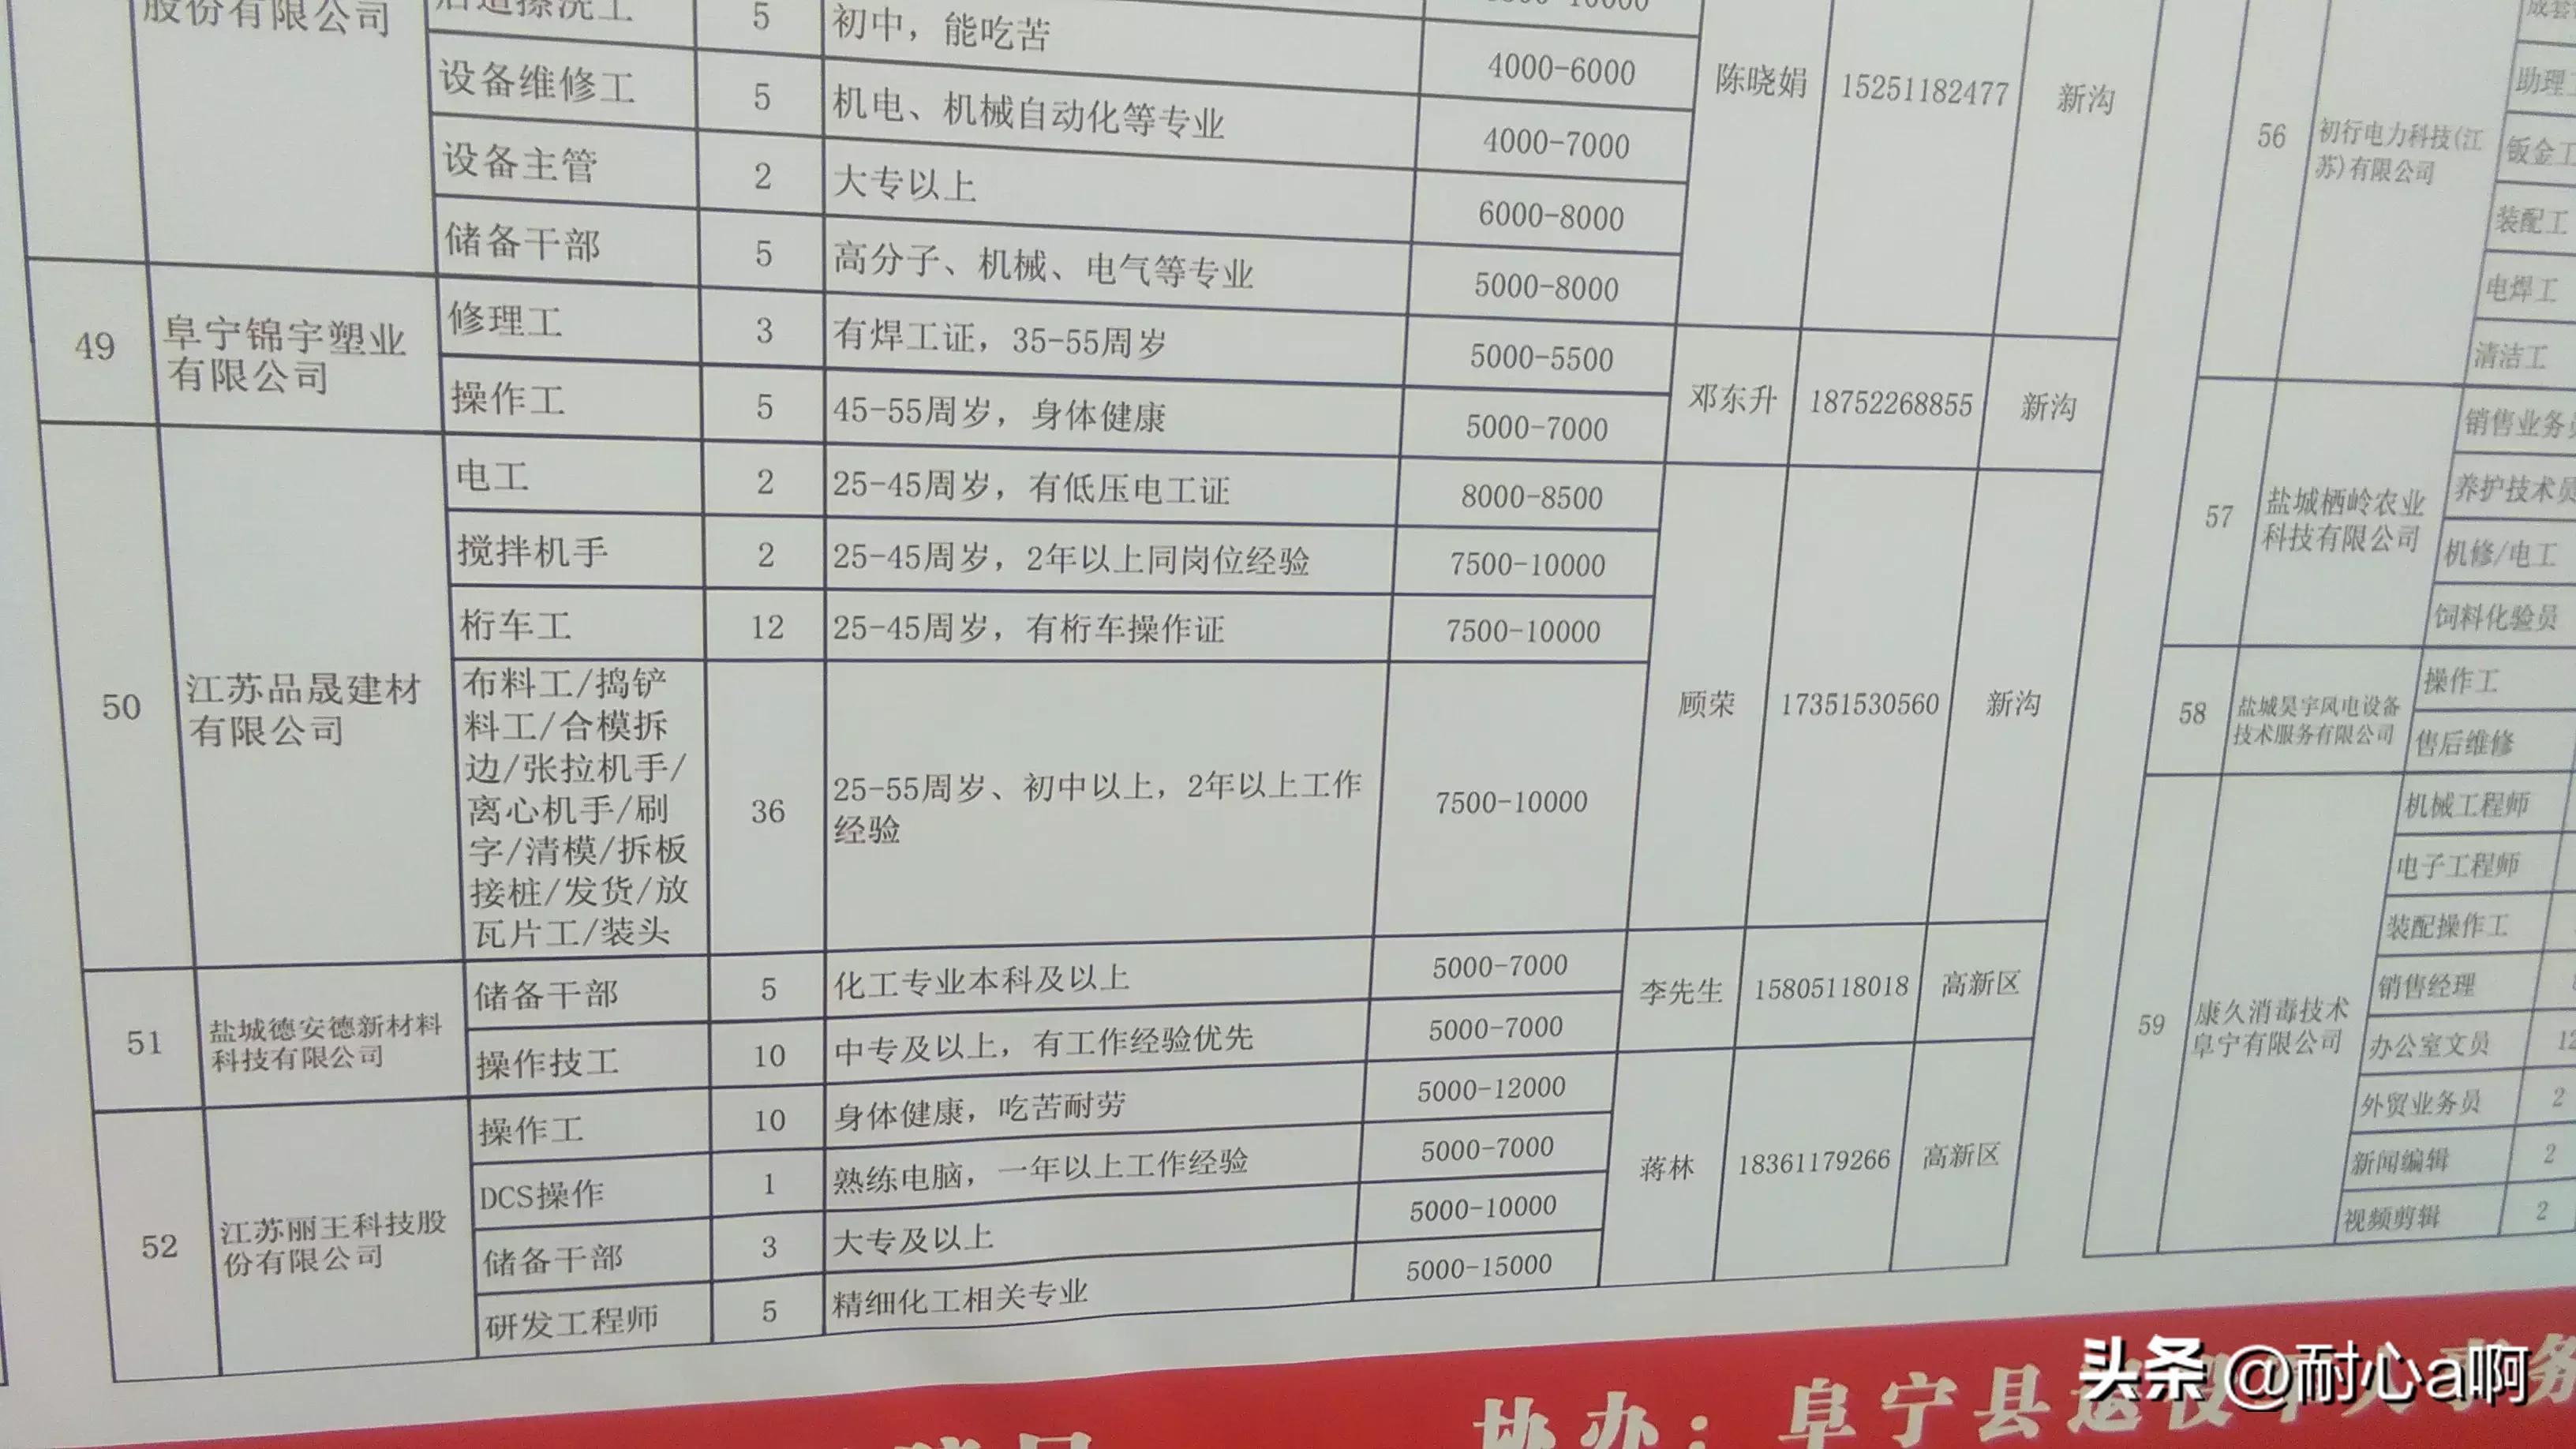 股份有限公司
5 初中，能吃苦 4000-6000
设备维修工 5 机电、机械自动化等专业 4000-7000
设备主管 2 大专以上 6000-8000
储备干部 5 高分子、机械、电气等专业 5000-8000
陈晓娟 15251182477 新沟
49 阜宁锦宇塑业
有限公司
修理工 3 有焊工证，35-55周岁 5000-5500
操作工 5 45-55周岁，身体健康 5000-7000
邓东升 18752268855 新沟
50 江苏品晟建材
有限公司
电工 2 25-45周岁，有低压电工证 8000-8500
搅拌机手 2 25-45周岁，2年以上同岗位经验 7500-10000
桁车工 12 25-45周岁，有桁车操作证 7500-10000
布料工/捣铲
料工/合模拆
边/张拉机手/
离心机手/刷
字/清模/拆板
接桩/发货/放
瓦片工/装头
36 25-55周岁、初中以上，2年以上工作
经验
7500-10000
顾荣 17351530560 新沟
51 盐城德安德新材料
科技有限公司
储备干部 5 化工专业本科及以上 5000-7000
操作技工 10 中专及以上，有工作经验优先 5000-7000
李先生 15805118018 高新区
52 江苏丽王科技股
份有限公司
操作工 10 身体健康，吃苦耐劳 5000-12000
DCS操作 1 熟练电脑，一年以上工作经验 5000-7000
储备干部 3 大专及以上 5000-10000
研发工程师 5 精细化工相关专业 5000-15000
蒋林 18361179266 高新区
56 初行电力科技(江
苏)有限公司
助理
钣金工
装配工
电焊工
清洁工
57 盐城栖岭农业
科技有限公司
销售业务员
养护技术员
机修/电工
饲料化验员
58 盐城昊宇风电设备
技术服务有限公司
操作工
售后维修
59 康久消毒技术
阜宁有限公司
机械工程师
电子工程师
装配操作工
销售经理
办公室文员 12
外贸业务员 2
新闻编辑 2
视频剪辑 2
协办：阜宁县退役军人事务
头条 @耐心a啊